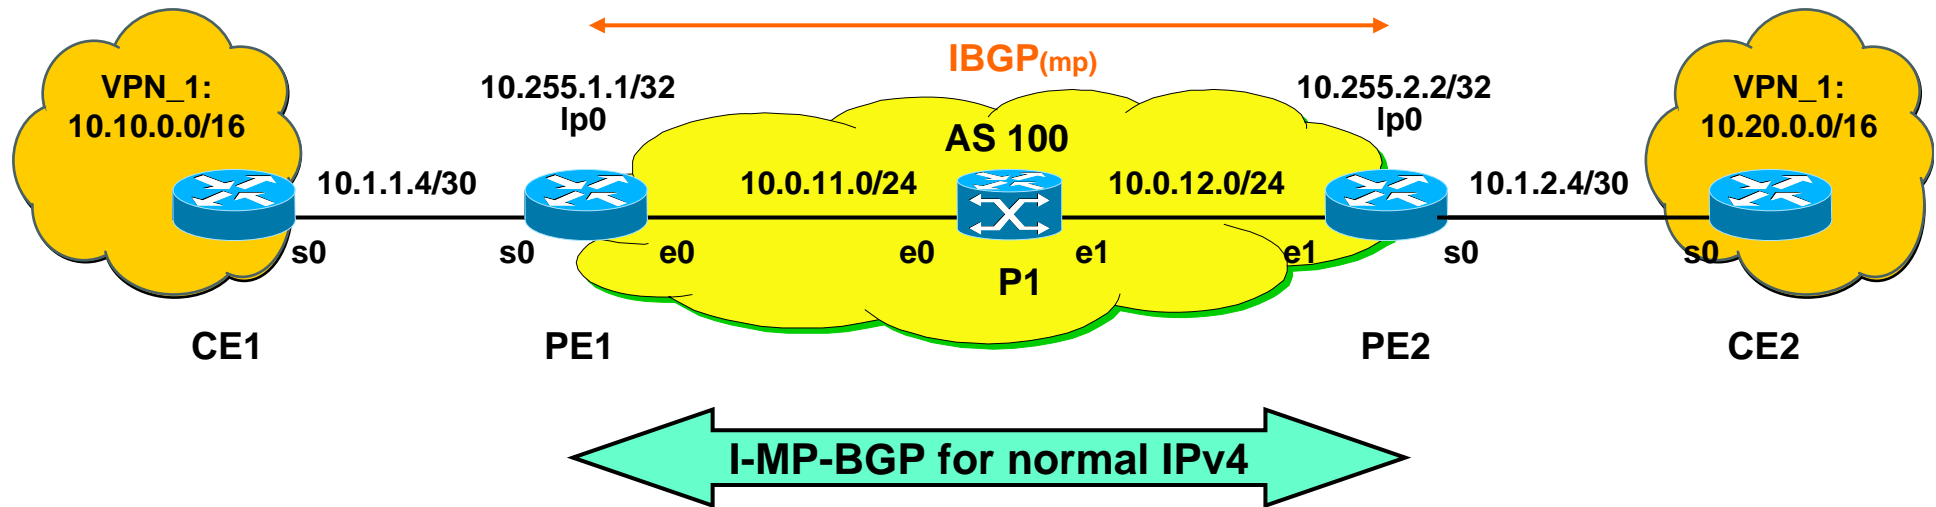 IBGP(mp)
VPN_1:
10.10.0.0/16
10.255.1.1/32
lp0
10.255.2.2/32
lp0
VPN_1:
10.20.0.0/16
AS 100
10.1.1.4/30
10.0.11.0/24
10.0.12.0/24
10.1.2.4/30
s0
s0
e0
e0
e1
e1
s0
s0
P1
CE1
PE1
PE2
CE2
I-MP-BGP for normal IPv4